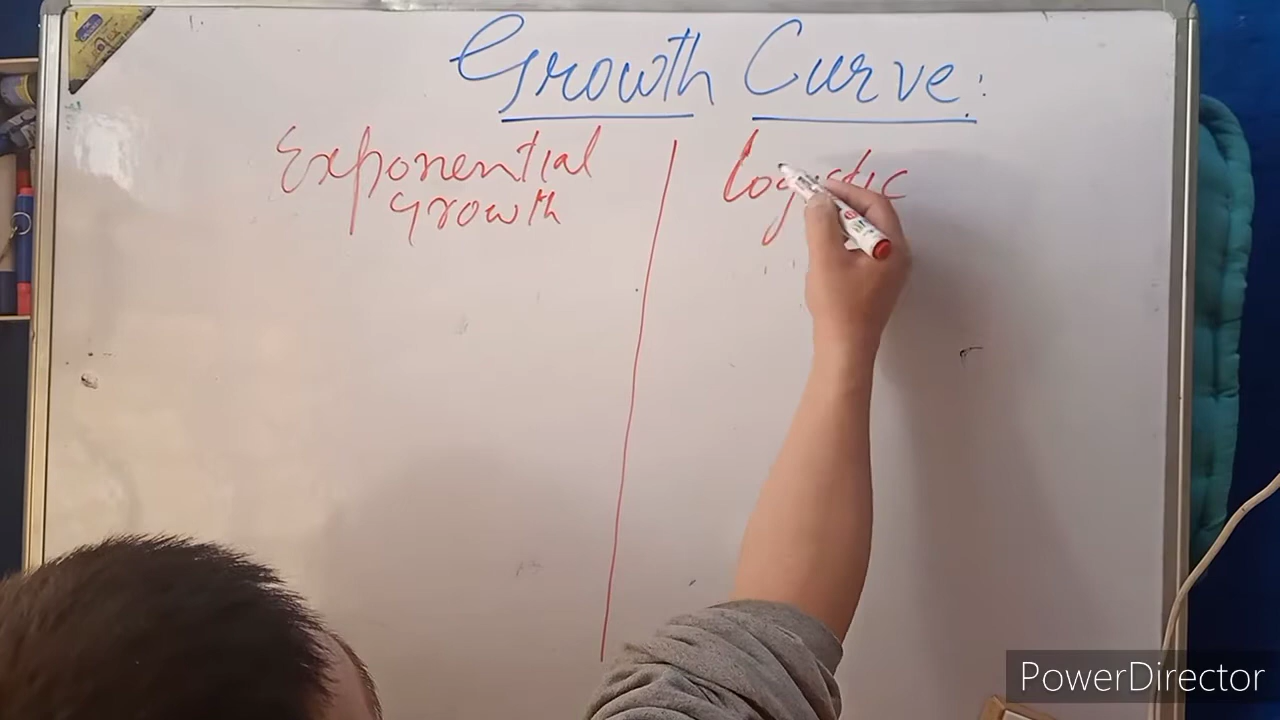 Growth Curve:
Exponential
Growth
Logistic
PowerDirector